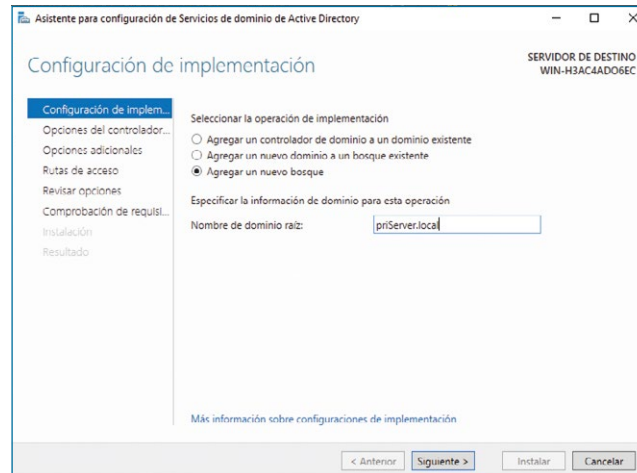 Asistente para configuración de Servicios de dominio de Active Directory
Configuración de implementación
SERVIDOR DE DESTINO
WIN-H3AC4ADO6EC
Configuración de implem...
Opciones del controlador...
Opciones adicionales
Rutas de acceso
Revisar opciones
Comprobación de requisi...
Instalación
Resultado
Seleccionar la operación de implementación
Agregar un controlador de dominio a un dominio existente
Agregar un nuevo dominio a un bosque existente
Agregar un nuevo bosque
Especificar la información de dominio para esta operación
Nombre de dominio raíz:
priServer.local
Más información sobre configuraciones de implementación
< Anterior
Siguiente >
Instalar
Cancelar